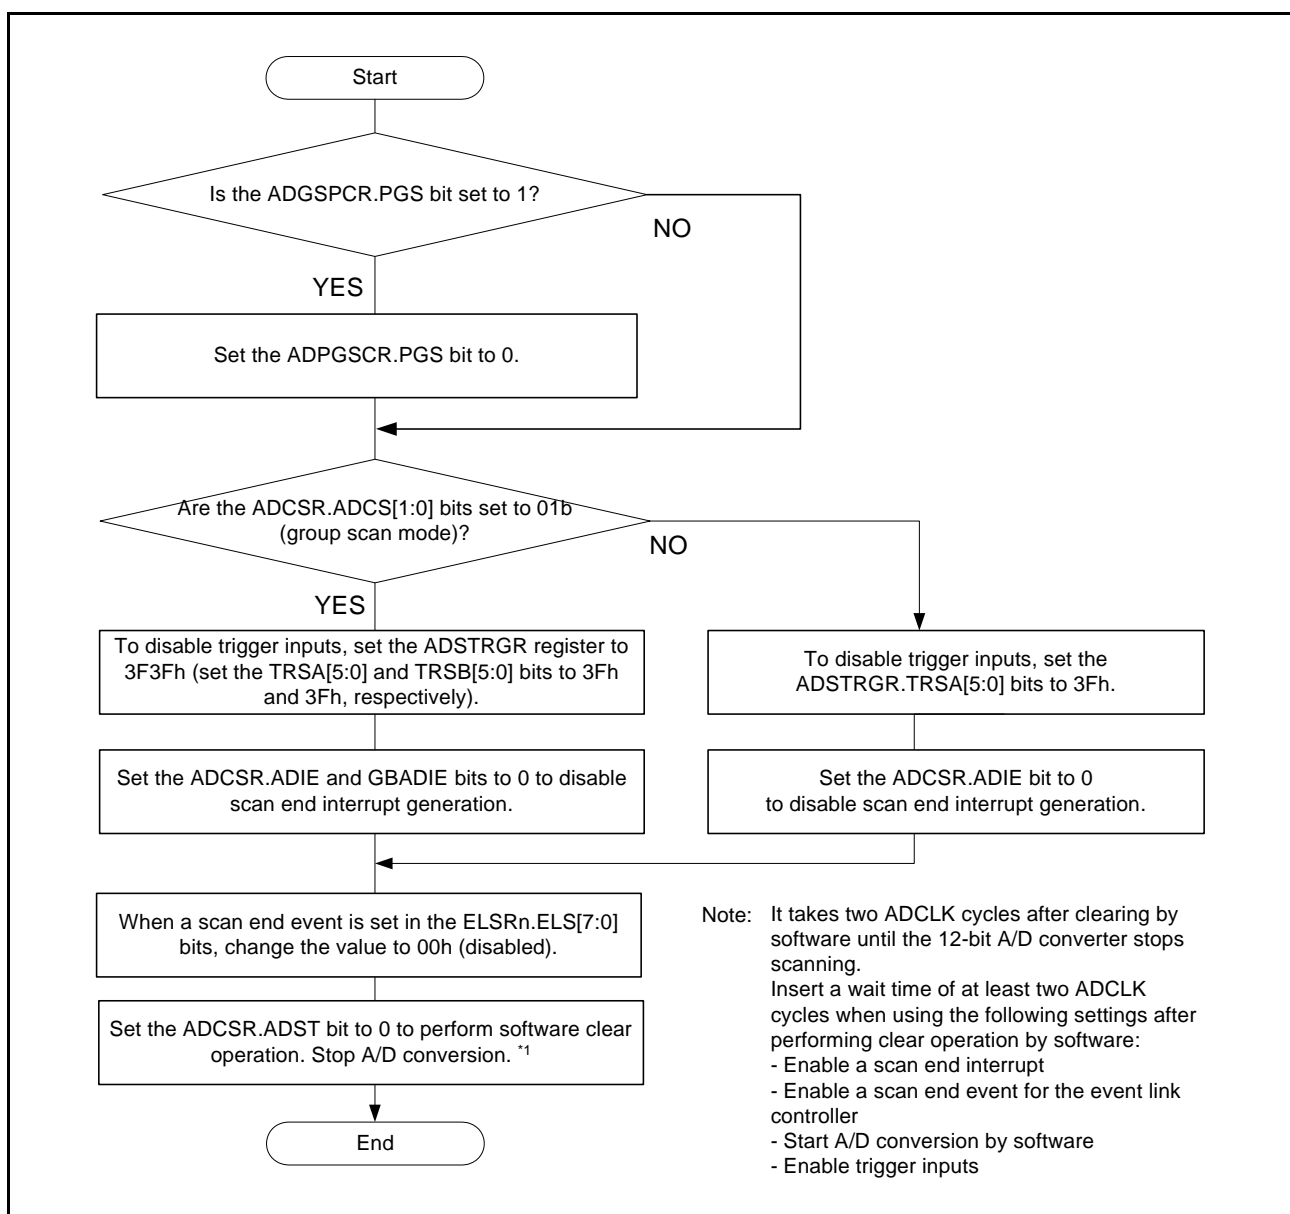 Start
Is the ADGSPCR.PGS bit set to 1?
NO
YES
Set the ADPGSCR.PGS bit to 0.
Are the ADCSR.ADCS[1:0] bits set to 01b
(group scan mode)?
NO
YES
To disable trigger inputs, set the ADSTRGR register to
3F3Fh (set the TRSA[5:0] and TRSB[5:0] bits to 3Fh
and 3Fh, respectively).
To disable trigger inputs, set the
ADSTRGR.TRSA[5:0] bits to 3Fh.
Set the ADCSR.ADIE and GBADIE bits to 0 to disable
scan end interrupt generation.
Set the ADCSR.ADIE bit to 0
to disable scan end interrupt generation.
When a scan end event is set in the ELSRn.ELS[7:0]
bits, change the value to 00h (disabled).
Set the ADCSR.ADST bit to 0 to perform software clear
operation. Stop A/D conversion. *1
End
Note: It takes two ADCLK cycles after clearing by
software until the 12-bit A/D converter stops
scanning.
Insert a wait time of at least two ADCLK
cycles when using the following settings after
performing clear operation by software:
- Enable a scan end interrupt
- Enable a scan end event for the event link
controller
- Start A/D conversion by software
- Enable trigger inputs